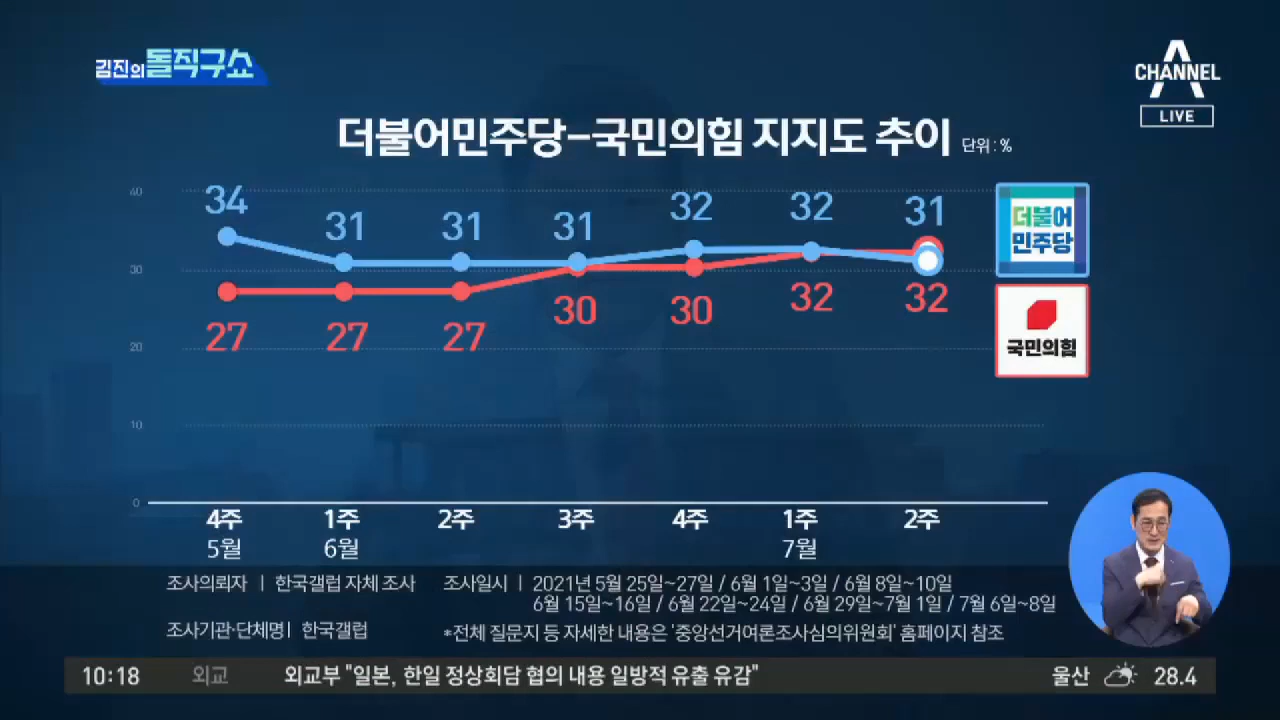 김진의 돌직구쇼
CHANNEL A
LIVE
더불어민주당-국민의힘 지지도 추이 단위 : %
40
30
20
10
0
34 31 31 31 32 32 31
27 27 27 30 30 32 32
더불어
민주당
국민의힘
4주 1주 2주 3주 4주 1주 2주
5월 6월 7월
조사의뢰자 | 한국갤럽 자체 조사
조사일시 | 2021년 5월 25일~27일 / 6월 1일~3일 / 6월 8일~10일
6월 15일~16일 / 6월 22일~24일 / 6월 29일~7월 1일 / 7월 6일~8일
조사기관·단체명 | 한국갤럽
*전체 질문지 등 자세한 내용은 '중앙선거여론조사심의위원회' 홈페이지 참조
10:18 외교 외교부 "일본, 한일 정상회담 협의 내용 일방적 유출 유감" 울산 28.4